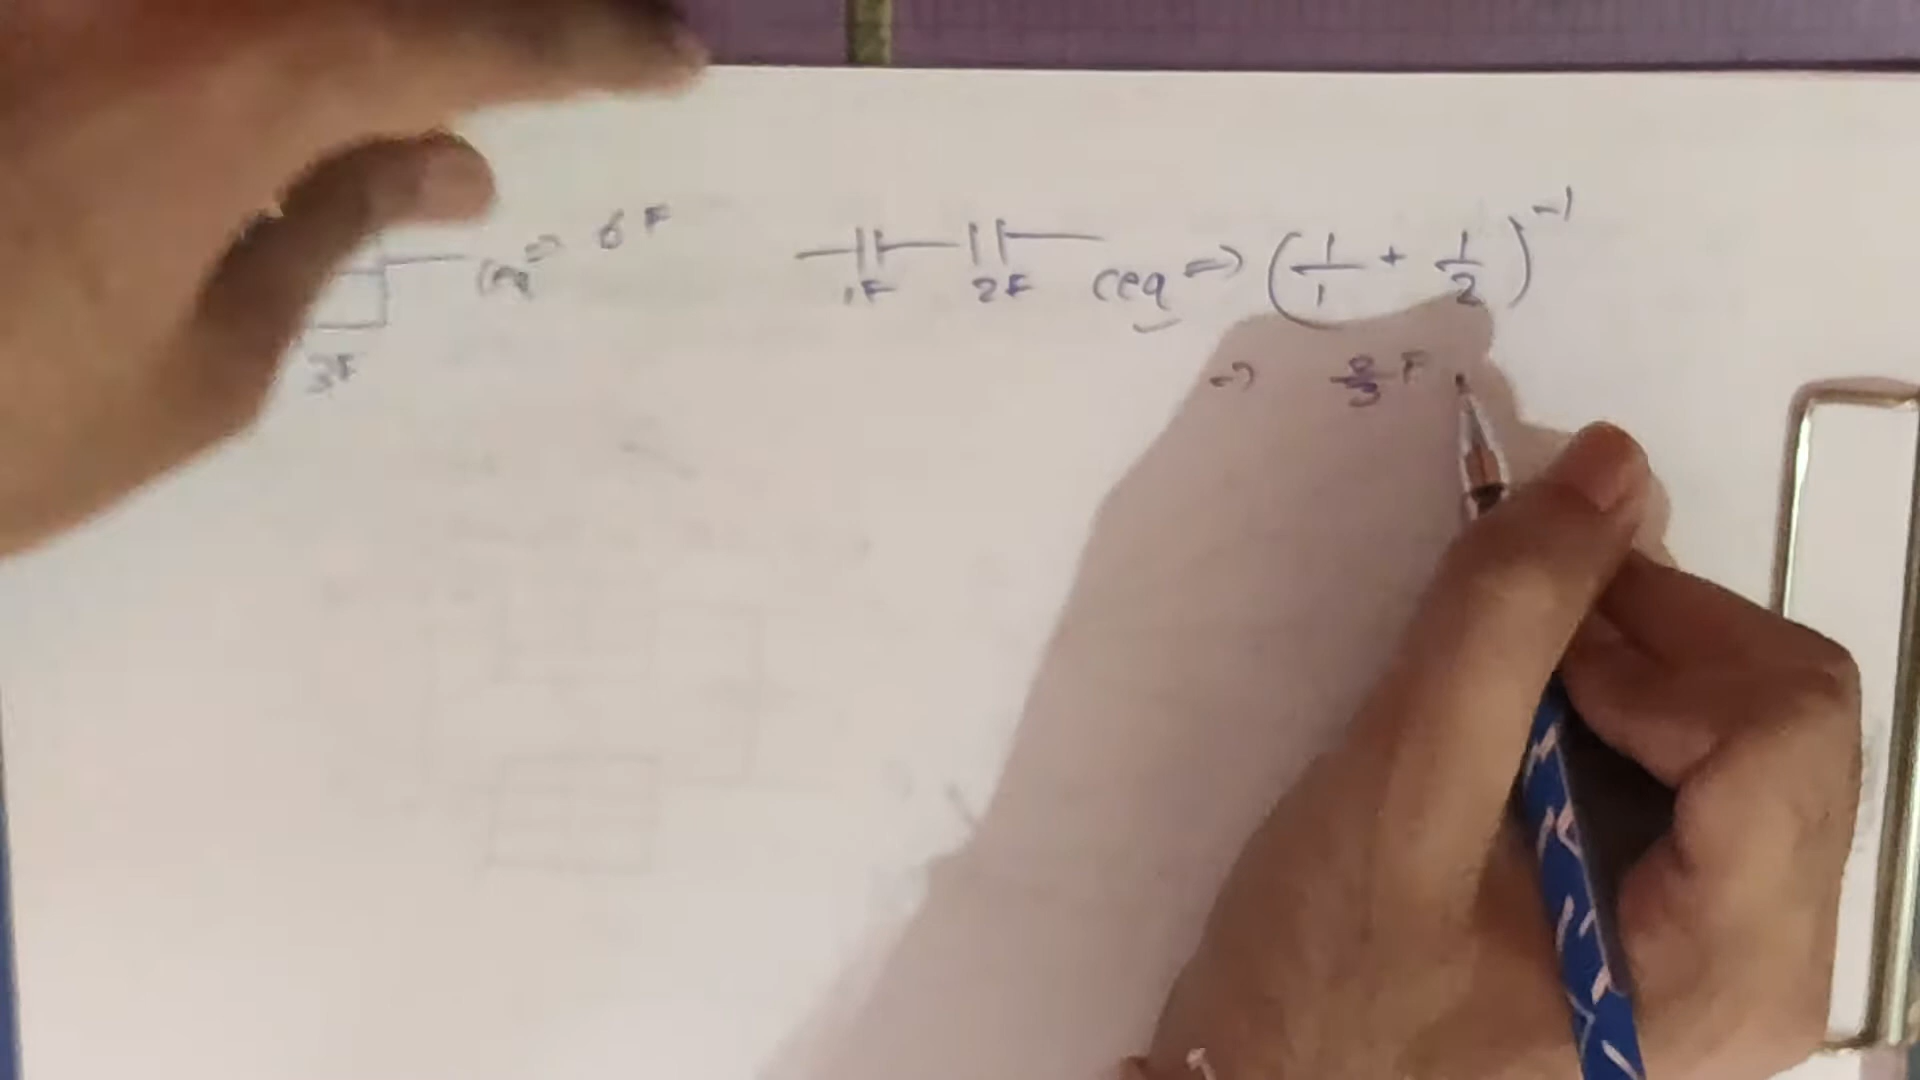 Ceq => 6F
3F
1F 2F Ceq => (1/1 + 1/2)^-1
=> 2/3 F